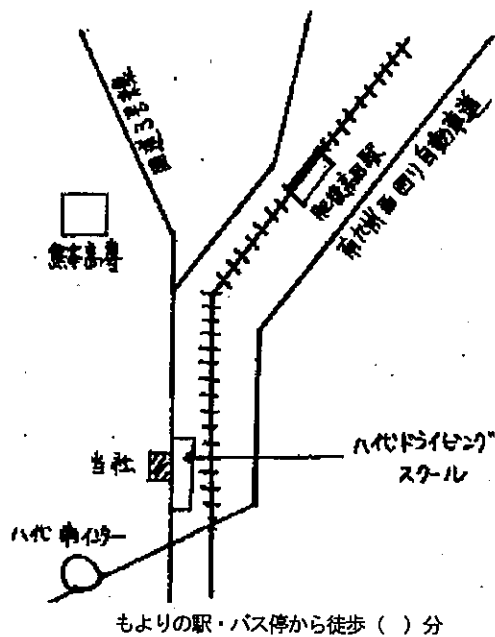 国道3号線
肥後高田駅
南九州西回り自動車道
熊本高専
当社
八代ドライビング
スクール
八代南インター
もよりの駅・バス停から徒歩（ ）分